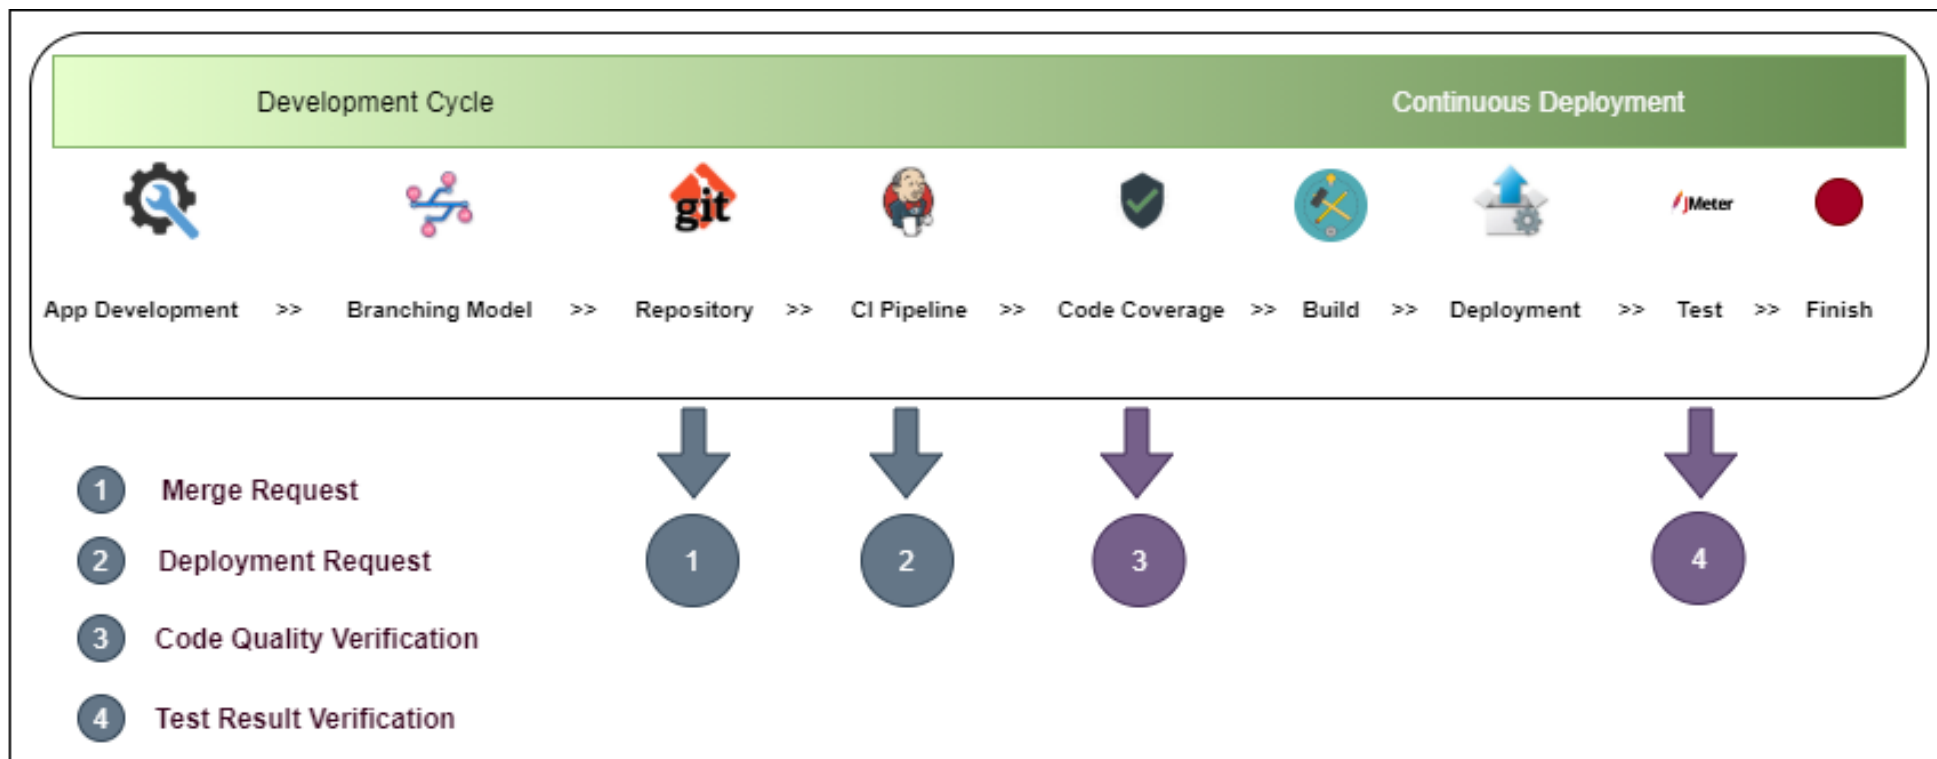 Development Cycle
Continuous Deployment
git
JMeter
App Development >> Branching Model >> Repository >> CI Pipeline >> Code Coverage >> Build >> Deployment >> Test >> Finish
1 Merge Request
2 Deployment Request
3 Code Quality Verification
4 Test Result Verification
1
2
3
4